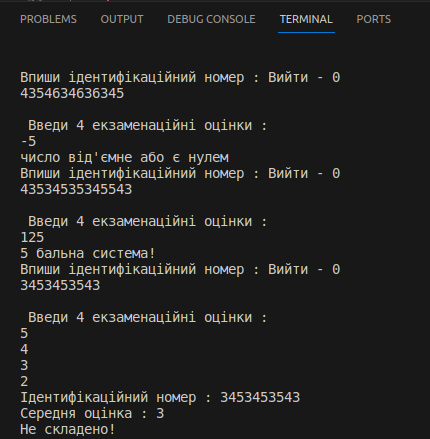 PROBLEMS OUTPUT DEBUG CONSOLE TERMINAL PORTS
Впиши ідентифікаційний номер : Вийти - 0
4354634636345
Введи 4 екзаменаційні оцінки :
-5
число від'ємне або є нулем
Впиши ідентифікаційний номер : Вийти - 0
43534535345543
Введи 4 екзаменаційні оцінки :
125
5 бальна система!
Впиши ідентифікаційний номер : Вийти - 0
3453453543
Введи 4 екзаменаційні оцінки :
5
4
3
2
Ідентифікаційний номер : 3453453543
Середня оцінка : 3
Не складено!